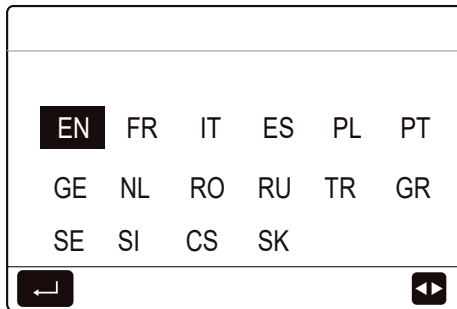 EN FR IT ES PL PT
GE NL RO RU TR GR
SE SI CS SK